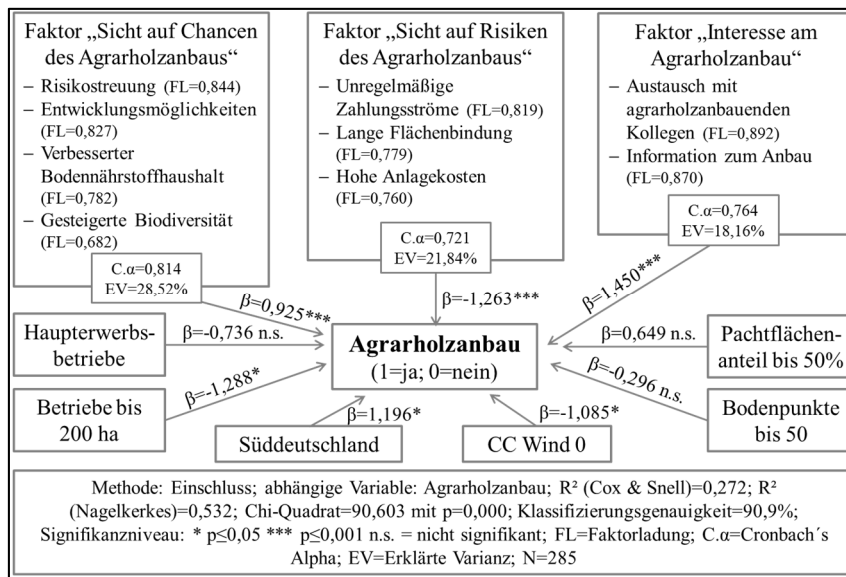 Faktor „Sicht auf Chancen
des Agrarholzanbaus“
– Risikostreuung (FL=0,844)
– Entwicklungsmöglichkeiten
(FL=0,827)
– Verbesserter
Bodennährstoffhaushalt
(FL=0,782)
– Gesteigerte Biodiversität
(FL=0,682)
C.α=0,814
EV=28,52%
Faktor „Sicht auf Risiken
des Agrarholzanbaus“
– Unregelmäßige
Zahlungsströme (FL=0,819)
– Lange Flächenbindung
(FL=0,779)
– Hohe Anlagekosten
(FL=0,760)
C.α=0,721
EV=21,84%
Faktor „Interesse am
Agrarholzanbau“
– Austausch mit
agrarholzanbauenden
Kollegen (FL=0,892)
– Information zum Anbau
(FL=0,870)
C.α=0,764
EV=18,16%
β=0,925***
β=-1,263***
β=1,450***
Haupterwerbs-
betriebe
β=-0,736 n.s.
Agrarholzanbau
(1=ja; 0=nein)
β=0,649 n.s.
Pachtflächen-
anteil bis 50%
Betriebe bis
200 ha
β=-1,288*
β=1,196*
Süddeutschland
β=-1,085*
CC Wind 0
β=-0,296 n.s.
Bodenpunkte
bis 50
Methode: Einschluss; abhängige Variable: Agrarholzanbau; R² (Cox & Snell)=0,272; R²
(Nagelkerkes)=0,532; Chi-Quadrat=90,603 mit p=0,000; Klassifizierungsgenauigkeit=90,9%;
Signifikanzniveau: * p≤0,05 *** p≤0,001 n.s. = nicht signifikant; FL=Faktorladung; C.α=Cronbach´s
Alpha; EV=Erklärte Varianz; N=285